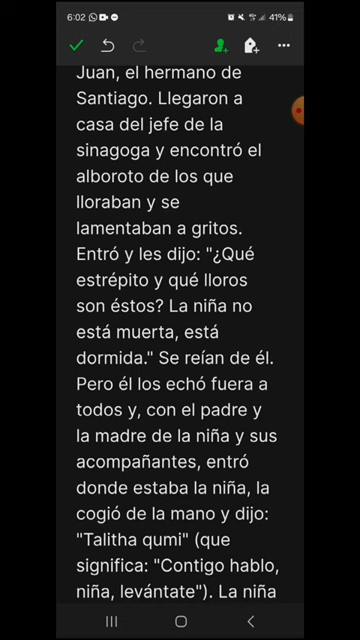 6:02
41%
Juan, el hermano de
Santiago. Llegaron a
casa del jefe de la
sinagoga y encontró el
alboroto de los que
lloraban y se
lamentaban a gritos.
Entró y les dijo: "¿Qué
estrépito y qué lloros
son éstos? La niña no
está muerta, está
dormida." Se reían de él.
Pero él los echó fuera a
todos y, con el padre y
la madre de la niña y sus
acompañantes, entró
donde estaba la niña, la
cogió de la mano y dijo:
"Talitha qumi" (que
significa: "Contigo hablo,
niña, levántate"). La niña